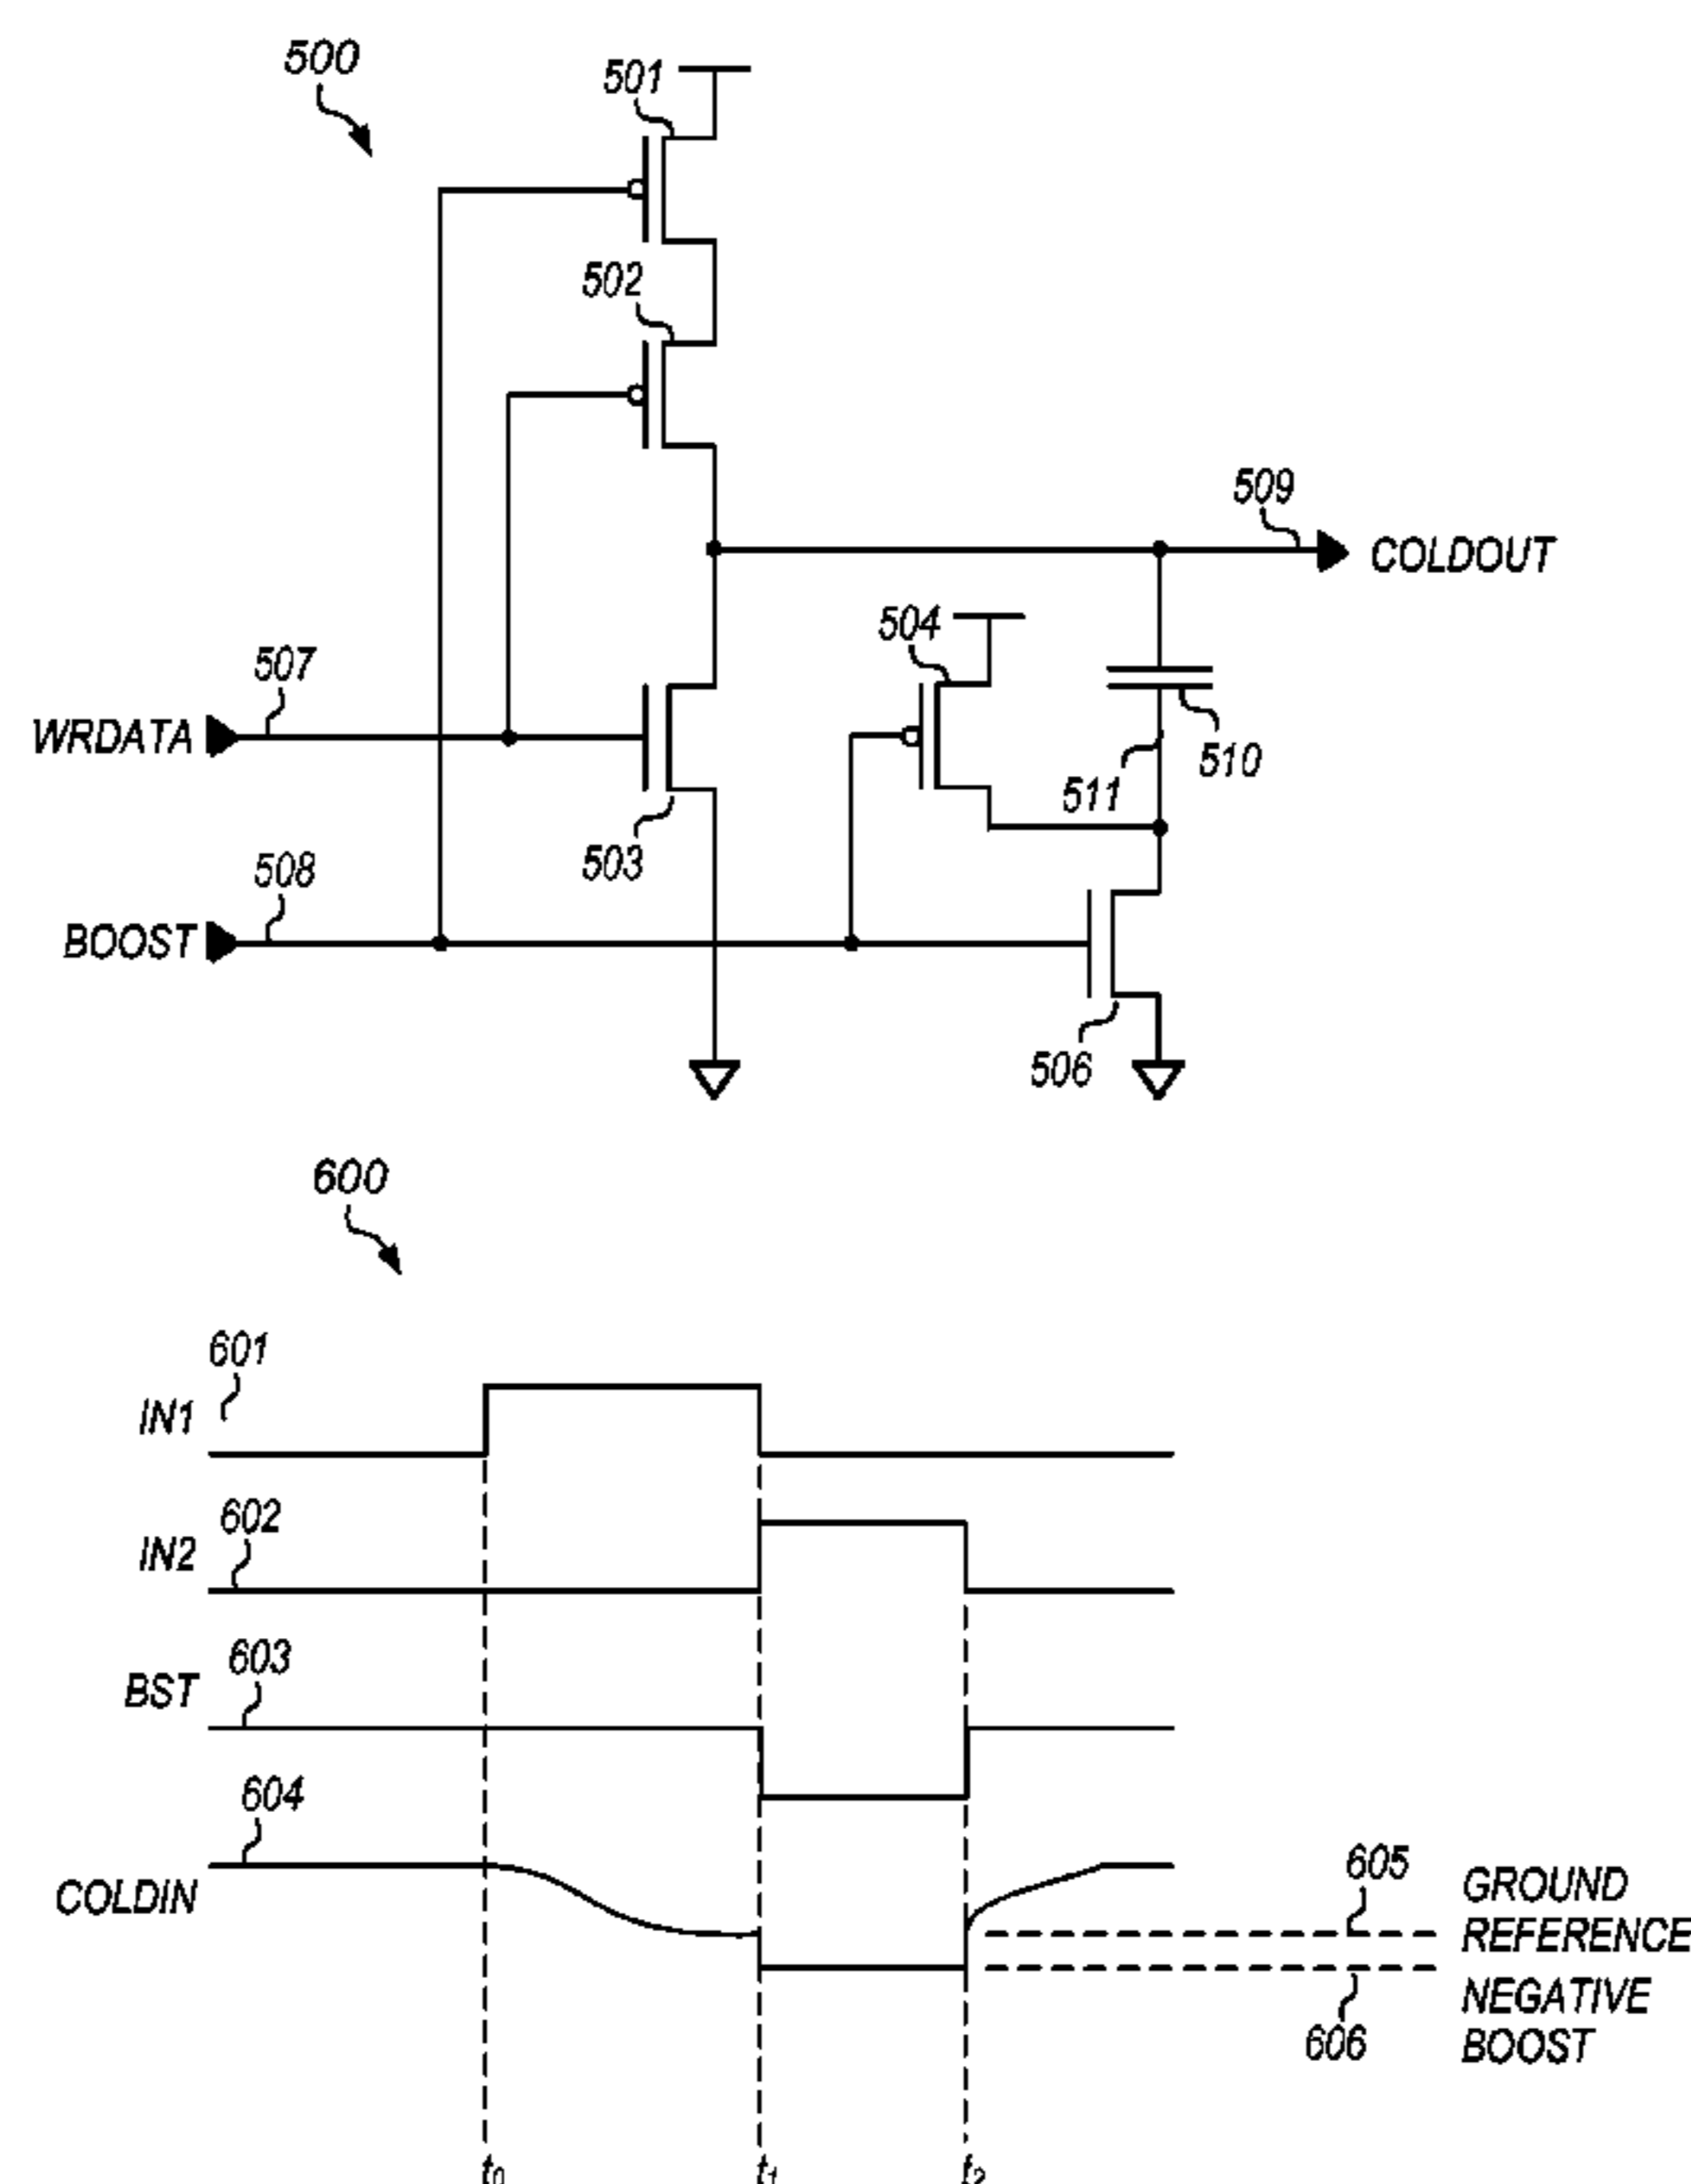 500
501
502
509
COLDOUT
504
507
WRDATA
510
511
503
508
BOOST
506
600
601
IN1
602
IN2
603
BST
604
COLDIN
605
GROUND
REFERENCE
NEGATIVE
BOOST
606
t0
t1
t2